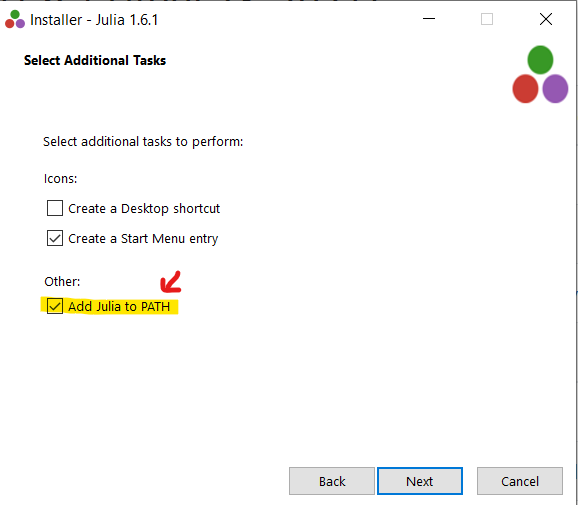 Installer - Julia 1.6.1
Select Additional Tasks
Select additional tasks to perform:
Icons:
Create a Desktop shortcut
Create a Start Menu entry
Other:
Add Julia to PATH
Back
Next
Cancel